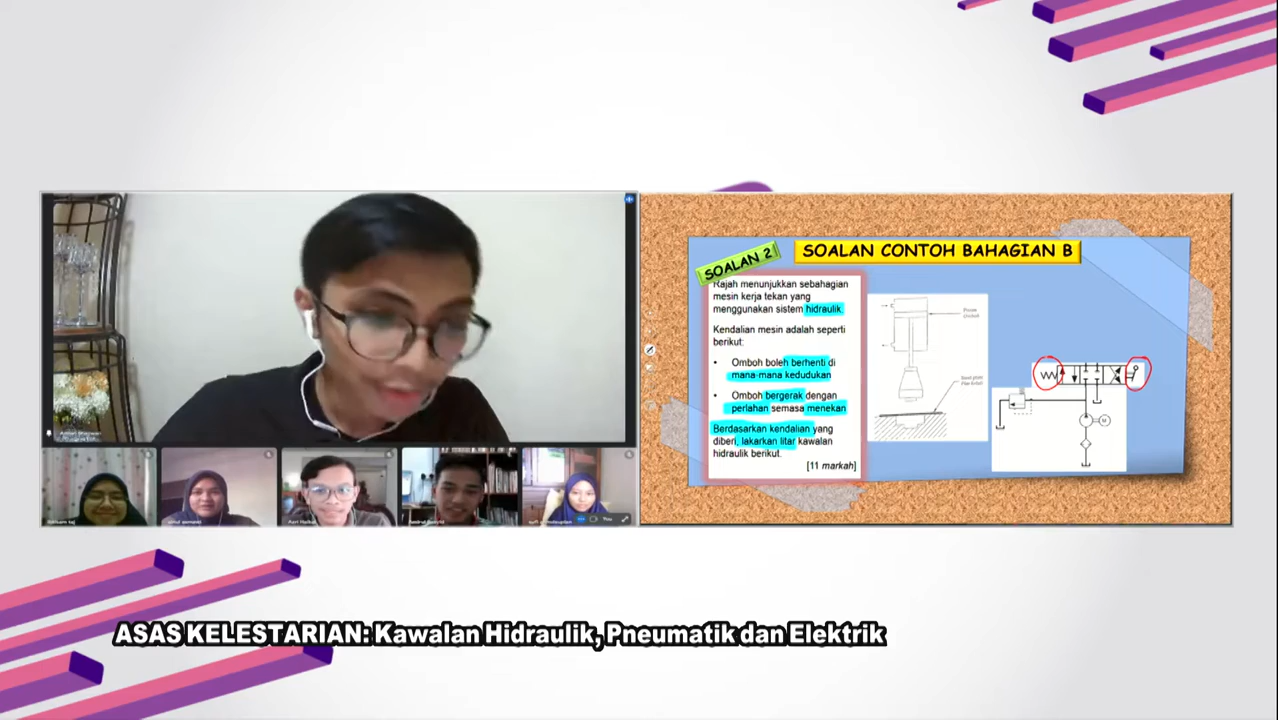 SOALAN 2
SOALAN CONTOH BAHAGIAN B
Rajah menunjukkan sebahagian
mesin kerja tekan yang
menggunakan sistem hidraulik.
Kendalian mesin adalah seperti
berikut:
• Omboh boleh berhenti di
mana-mana kedudukan
• Omboh bergerak dengan
perlahan semasa menekan
Berdasarkan kendalian yang
diberi, lakarkan litar kawalan
hidraulik berikut.
[11 markah]
M
ASAS KELESTARIAN: Kawalan Hidraulik, Pneumatik dan Elektrik